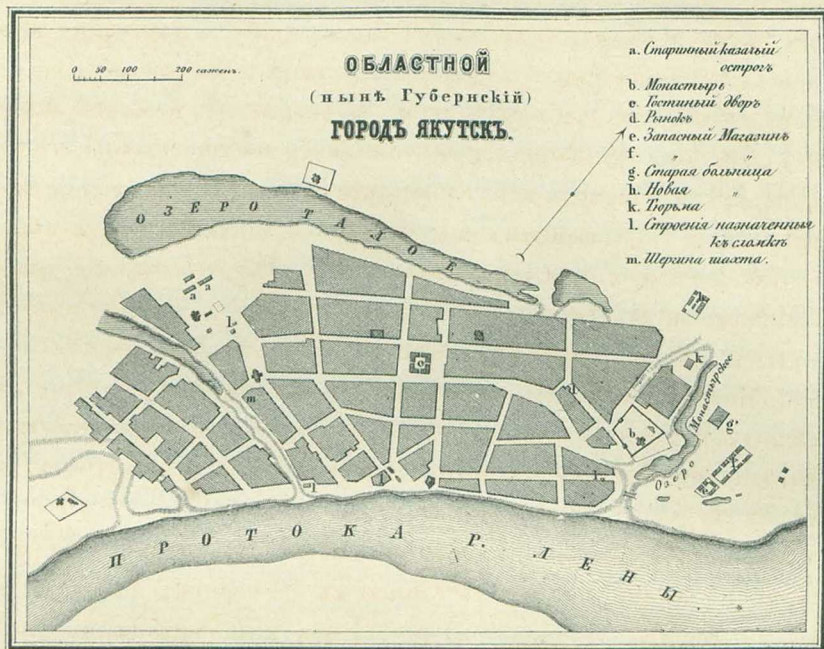 ОБЛАСТНОЙ
(нынѣ Губернскій)
ГОРОДЪ ЯКУТСКЪ.
0 50 100 200 сажень.
a. Старинный казачій
острогъ
b. Монастырь
c. Гостиный дворъ
d. Рынокъ
e. Запасный Магазинъ
f. „ „
g. Старая больница
h. Новая „
k. Тюрьма
l. Строенія назначенныя
къ сломкѣ
m. Шергина шахта.
ОЗЕРО ТАЛОЕ
a a
l
m
c
d
k
b
g
Озеро Монастырское
l
l
ПРОТОКА Р. ЛЕНЫ